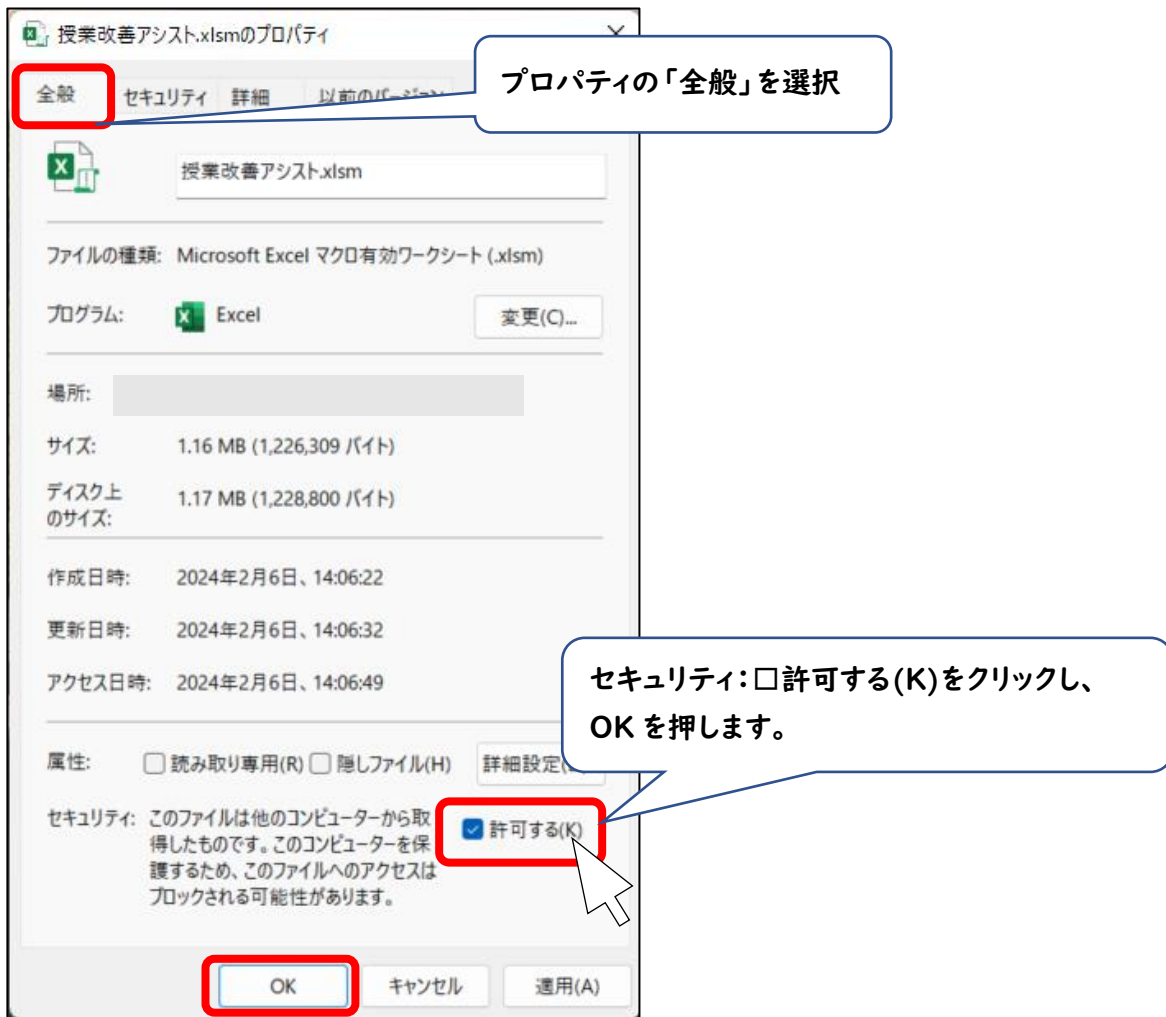 授業改善アシスト.xlsmのプロパティ
プロパティの「全般」を選択
全般 セキュリティ 詳細 以前のバージョン
授業改善アシスト.xlsm
ファイルの種類: Microsoft Excel マクロ有効ワークシート (.xlsm)
プログラム: Excel 変更(C)...
場所:
サイズ: 1.16 MB (1,226,309 バイト)
ディスク上
のサイズ:
1.17 MB (1,228,800 バイト)
作成日時: 2024年2月6日、14:06:22
更新日時: 2024年2月6日、14:06:32
アクセス日時: 2024年2月6日、14:06:49
セキュリティ:□許可する(K)をクリックし、
OK を押します。
属性: 読み取り専用(R) 隠しファイル(H) 詳細設定
セキュリティ: このファイルは他のコンピューターから取
得したものです。このコンピューターを保
護するため、このファイルへのアクセスは
ブロックされる可能性があります。
許可する(K)
OK キャンセル 適用(A)